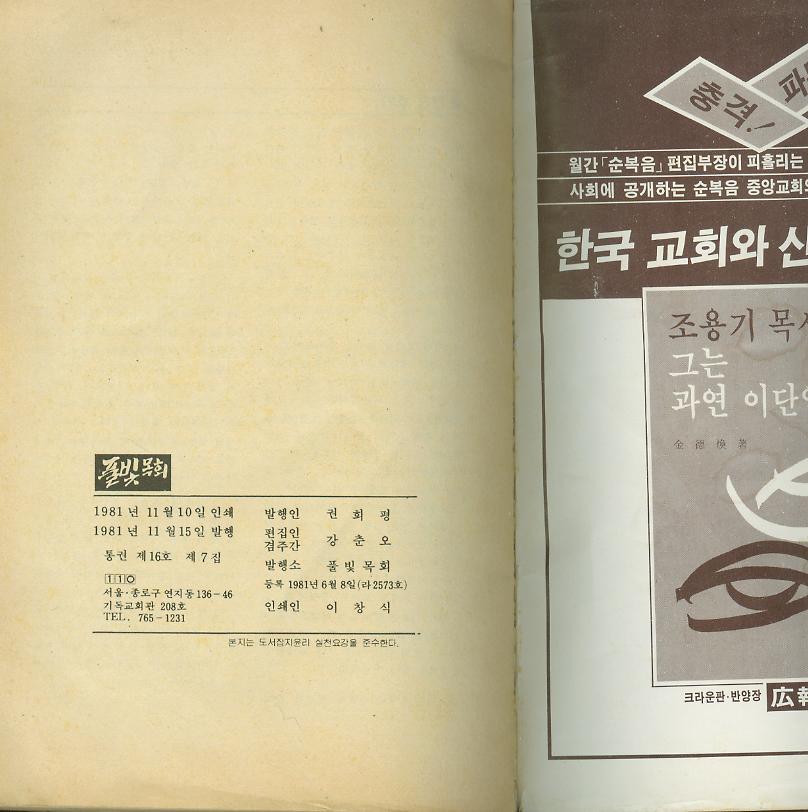 풀빛목회
1981년 11월 10일 인쇄
1981년 11월 15일 발행
통권 제16호 제7집
110
서울·종로구 연지동 136-46
기독교회관 208호
TEL. 765-1231
발행인 권희평
편집인
겸주간 강춘오
발행소 풀빛목회
등록 1981년 6월 8일 (라2573호)
인쇄인 이창식
본지는 도서잡지윤리 실천요강을 준수한다.
충격!
월간「순복음」편집부장이 피흘리는
사회에 공개하는 순복음 중앙교회의
한국 교회와
조용기 목사
그는
과연 이단
金德煥 著
크라운판·반양장